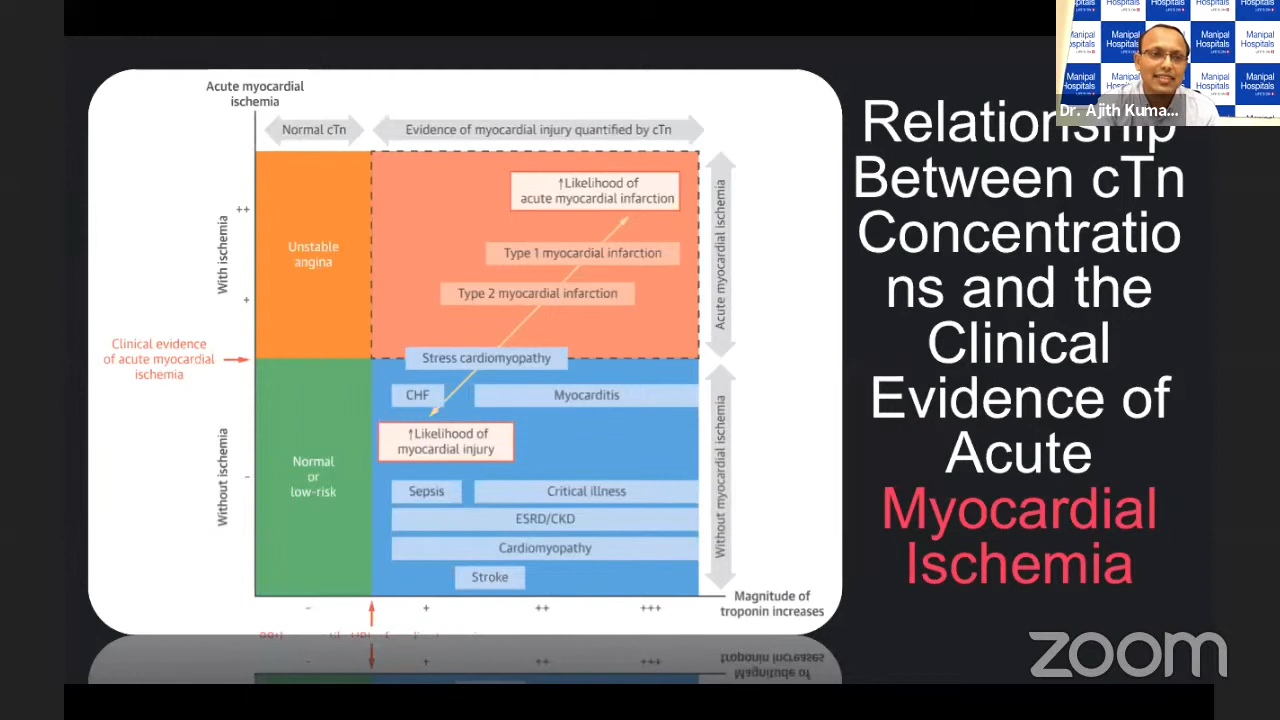 Acute myocardial
ischemia
Normal cTn
Evidence of myocardial injury quantified by cTn
↑Likelihood of
acute myocardial infarction
Type 1 myocardial infarction
Type 2 myocardial infarction
Unstable
angina
With ischemia
++
+
Acute myocardial ischemia
Clinical evidence
of acute myocardial
ischemia
Stress cardiomyopathy
CHF
Myocarditis
↑Likelihood of
myocardial injury
Normal
or
low-risk
Without ischemia
-
Without myocardial ischemia
Sepsis
Critical illness
ESRD/CKD
Cardiomyopathy
Stroke
-
+
++
+++
Magnitude of
troponin increases
Relationship
Between cTn
Concentratio
ns and the
Clinical
Evidence of
Acute
Myocardial
Ischemia
Manipal
Hospitals
LIFE'S ON
Dr. Ajith Kuma...
zoom